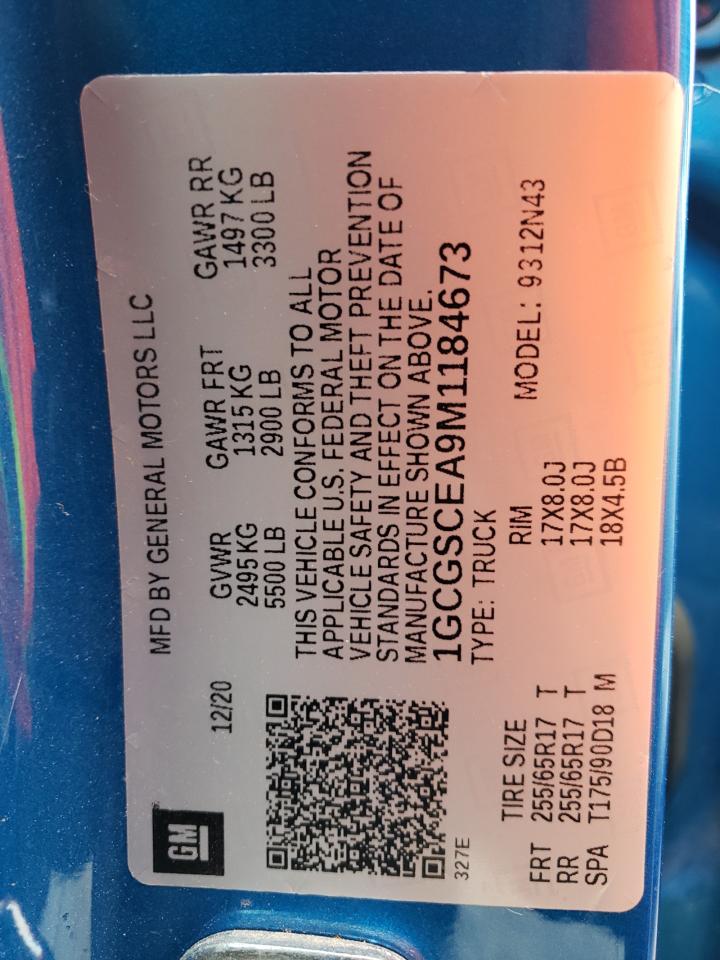 MFD BY GENERAL MOTORS LLC
GM
12/20
GVWR GAWR FRT GAWR RR
2495 KG 1315 KG 1497 KG
5500 LB 2900 LB 3300 LB
THIS VEHICLE CONFORMS TO ALL
APPLICABLE U.S. FEDERAL MOTOR
VEHICLE SAFETY AND THEFT PREVENTION
STANDARDS IN EFFECT ON THE DATE OF
MANUFACTURE SHOWN ABOVE.
1GCGSCEA9M1184673
327E
TYPE: TRUCK
TIRE SIZE RIM MODEL: 9312N43
FRT 255/65R17 T 17X8.0J
RR 255/65R17 T 17X8.0J
SPA T175/90D18 M 18X4.5B